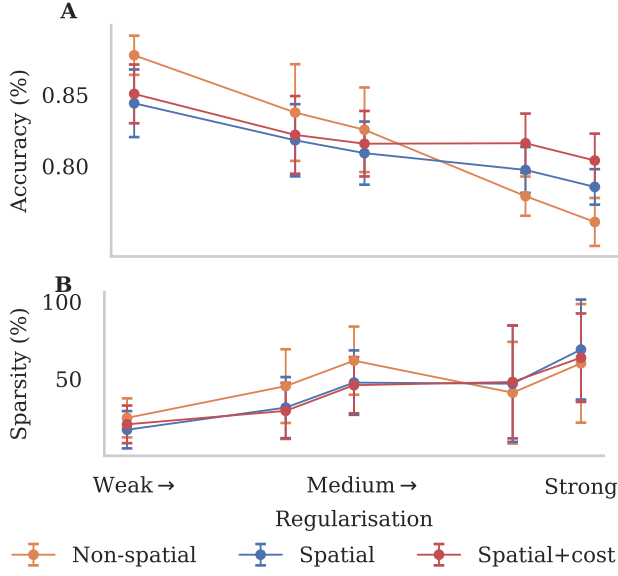 A
Accuracy (%)
0.85
0.80
B
Sparsity (%)
100
50
Weak→
Medium→
Strong
Regularisation
Non-spatial
Spatial
Spatial+cost